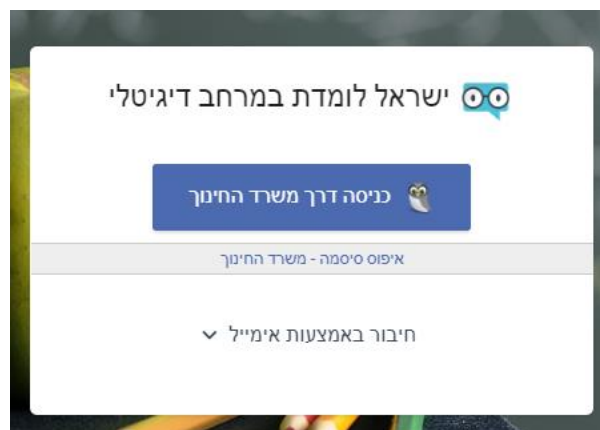 ישראל לומדת במרחב דיגיטלי
כניסה דרך משרד החינוך
איפוס סיסמה - משרד החינוך
חיבור באמצעות אימייל